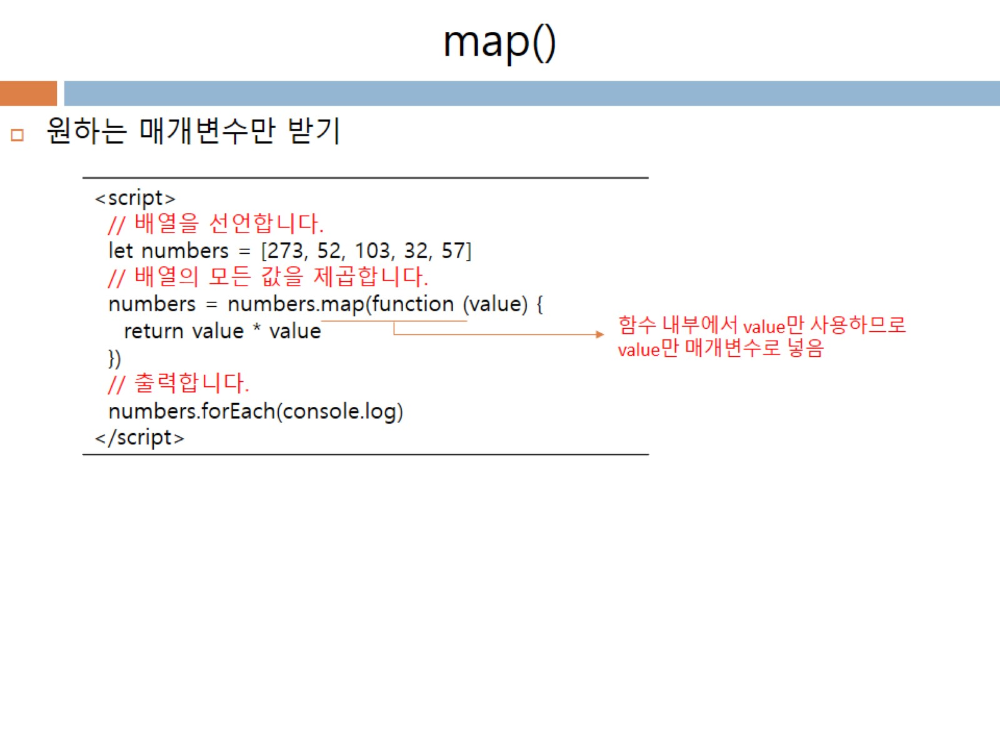 map()
원하는 매개변수만 받기
<script>
// 배열을 선언합니다.
let numbers = [273, 52, 103, 32, 57]
// 배열의 모든 값을 제곱합니다.
numbers = numbers.map(function (value) {
return value * value
})
// 출력합니다.
numbers.forEach(console.log)
</script>
함수 내부에서 value만 사용하므로
value만 매개변수로 넣음